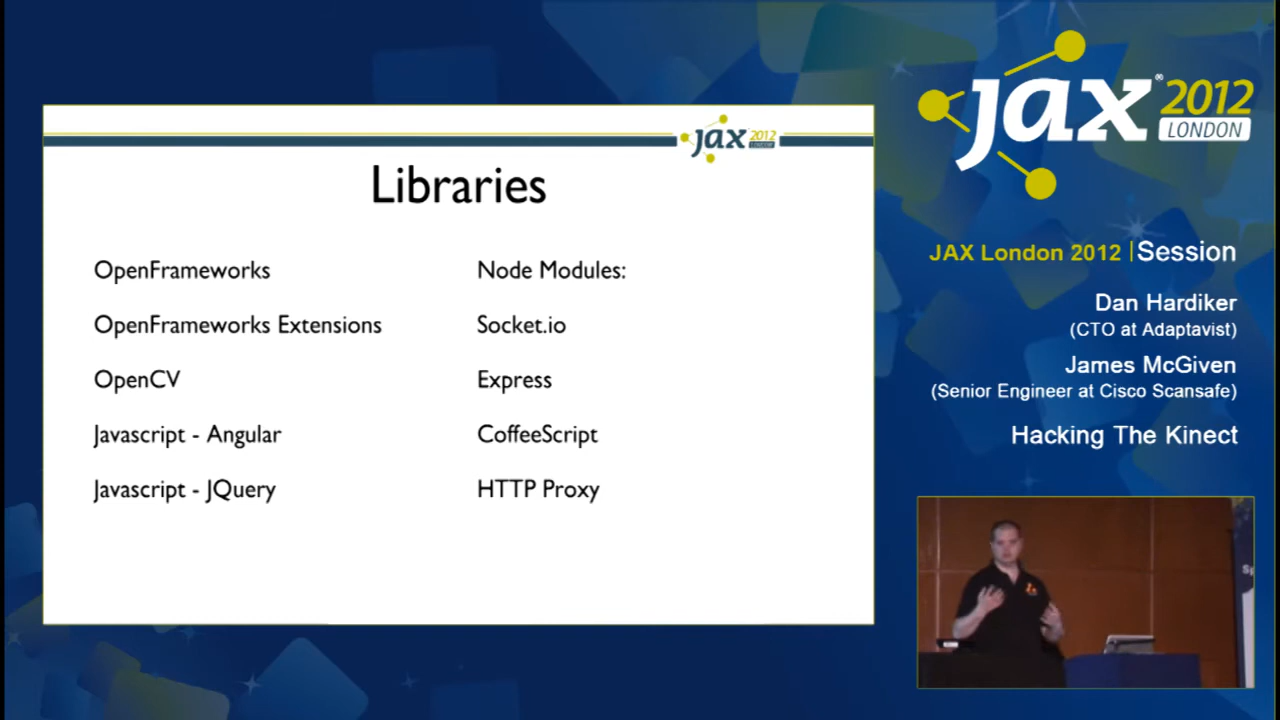 jax 2012
LONDON
Libraries
OpenFrameworks
OpenFrameworks Extensions
OpenCV
Javascript - Angular
Javascript - JQuery
Node Modules:
Socket.io
Express
CoffeeScript
HTTP Proxy
jax® 2012
LONDON
JAX London 2012 | Session
Dan Hardiker
(CTO at Adaptavist)
James McGiven
(Senior Engineer at Cisco Scansafe)
Hacking The Kinect